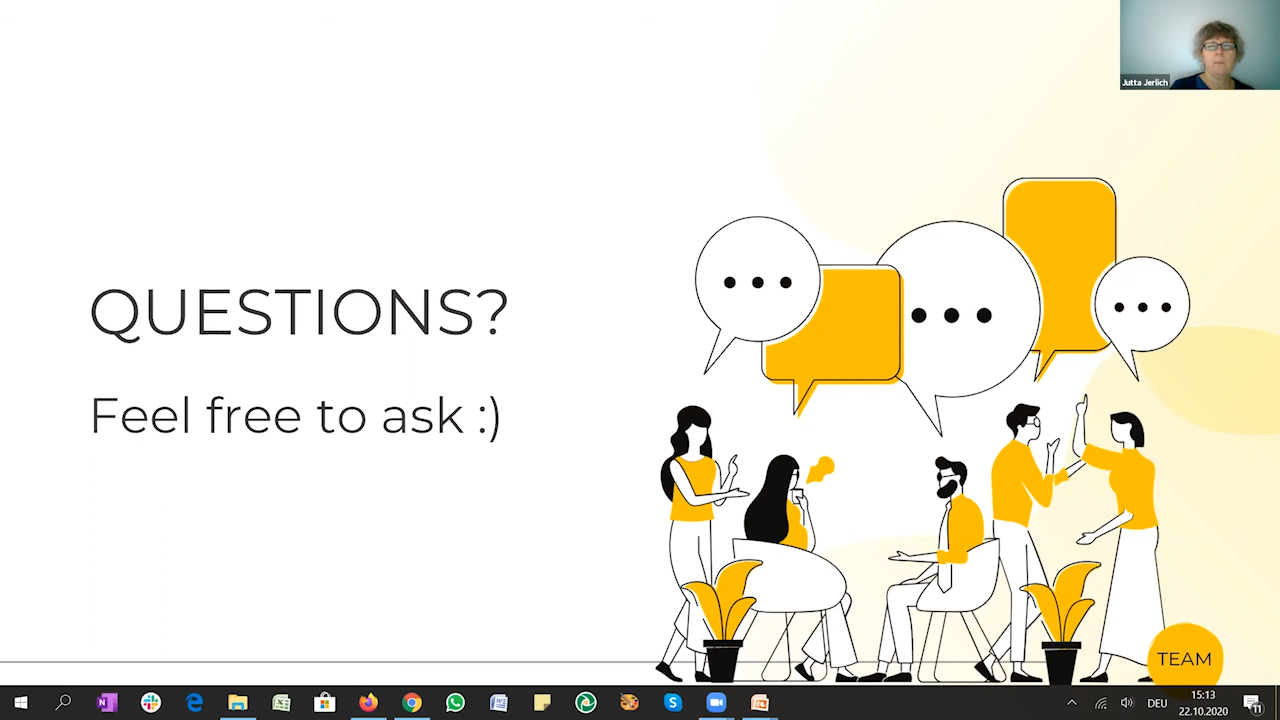 Jutta Jerlich
QUESTIONS?
Feel free to ask :)
TEAM
15:13
DEU
22.10.2020
11